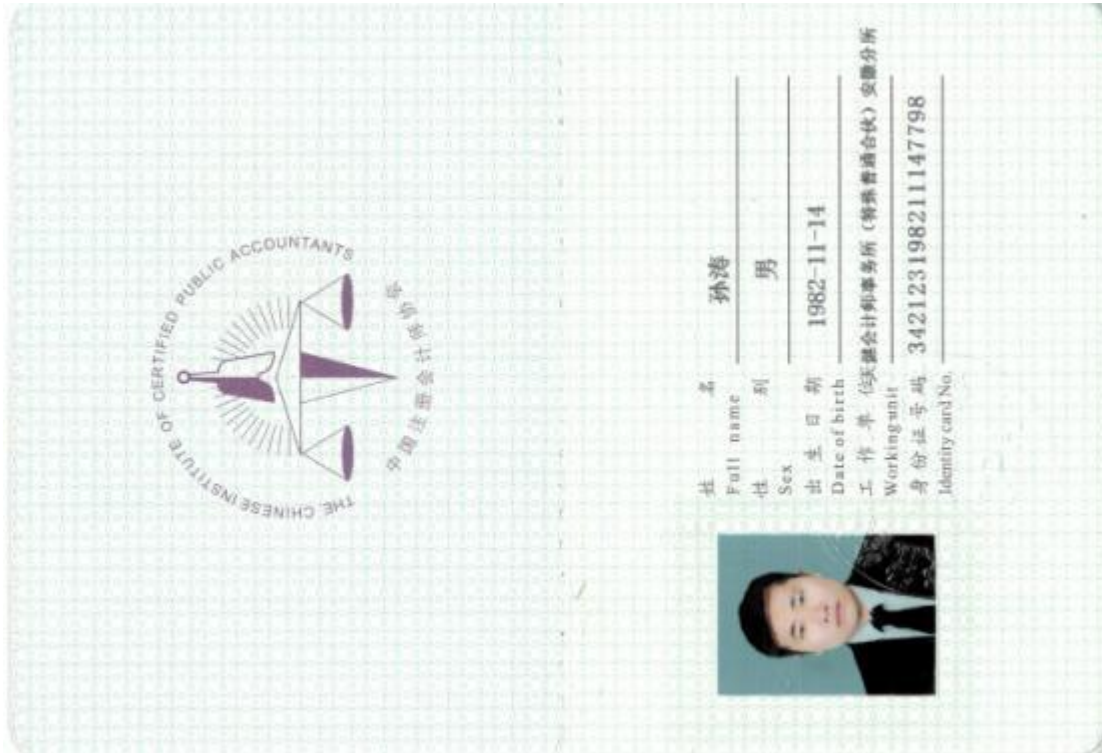 THE CHINESE INSTITUTE OF CERTIFIED PUBLIC ACCOUNTANTS
中国注册会计师协会
姓 名 孙涛
Full name
性 别 男
Sex
出 生 日 期 1982-11-14
Date of birth
工 作 单 位 天健会计师事务所(特殊普通合伙)安徽分所
Working unit
身 份 证 号 码 342123198211147798
Identity card No.